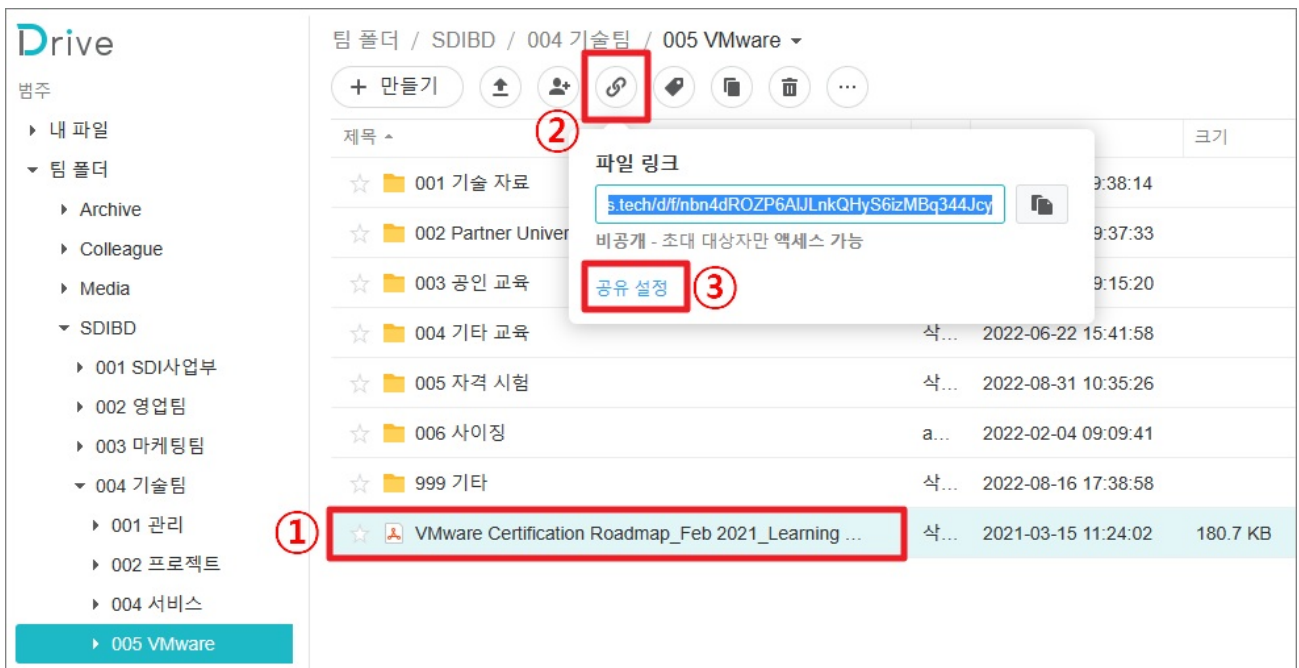 Drive
범주
내 파일
팀 폴더
Archive
Colleague
Media
SDIBD
001 SDI사업부
002 영업팀
003 마케팅팀
004 기술팀
001 관리
002 프로젝트
004 서비스
005 VMware
팀 폴더 / SDIBD / 004 기술팀 / 005 VMware
+ 만들기
②
제목 크기
파일 링크
s.tech/d/f/nbn4dROZP6AlJLnkQHyS6izMBq344Jcy
비공개 - 초대 대상자만 액세스 가능
공유 설정 ③
001 기술 자료 9:38:14
002 Partner Univer 9:37:33
003 공인 교육 9:15:20
004 기타 교육 삭... 2022-06-22 15:41:58
005 자격 시험 삭... 2022-08-31 10:35:26
006 사이징 a... 2022-02-04 09:09:41
999 기타 삭... 2022-08-16 17:38:58
① VMware Certification Roadmap_Feb 2021_Learning ... 삭... 2021-03-15 11:24:02 180.7 KB